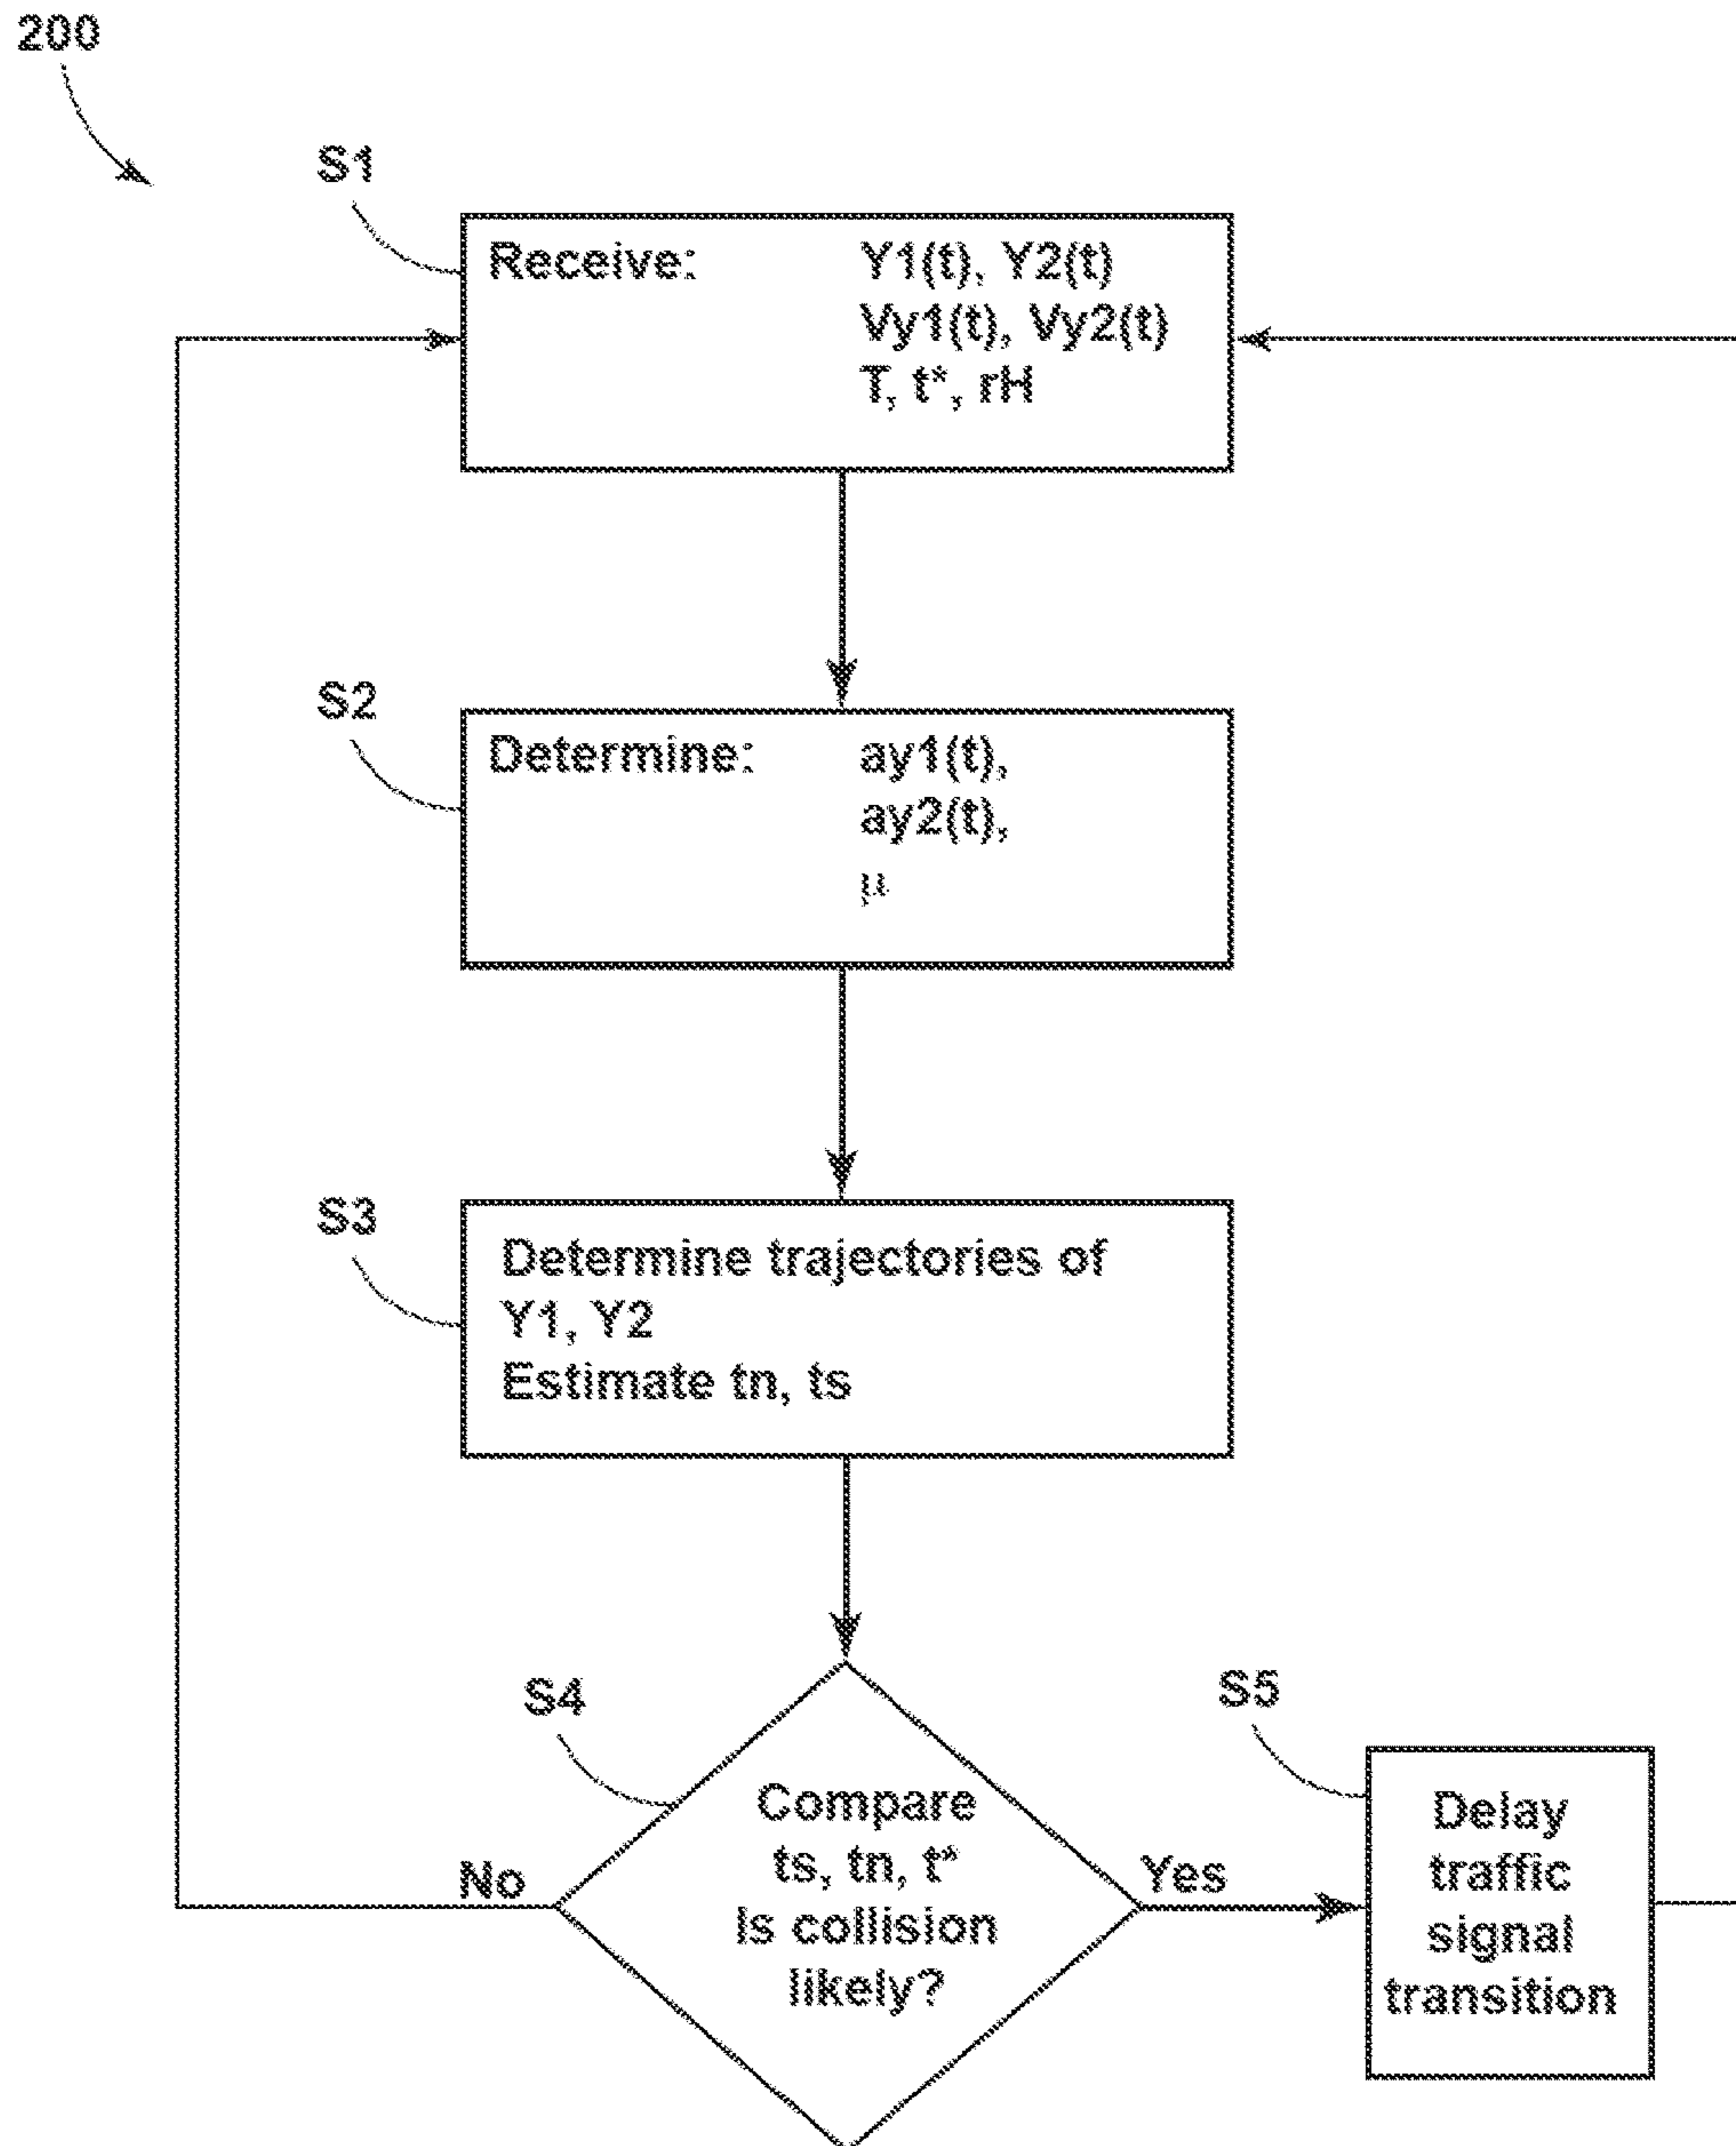 200
S1
Receive: Y1(t), Y2(t)
Vy1(t), Vy2(t)
T, t*, rH
S2
Determine: ay1(t),
ay2(t),
μ
S3
Determine trajectories of
Y1, Y2
Estimate tn, ts
S4
Compare
ts, tn, t*
Is collision
likely?
No
Yes
S5
Delay
traffic
signal
transition